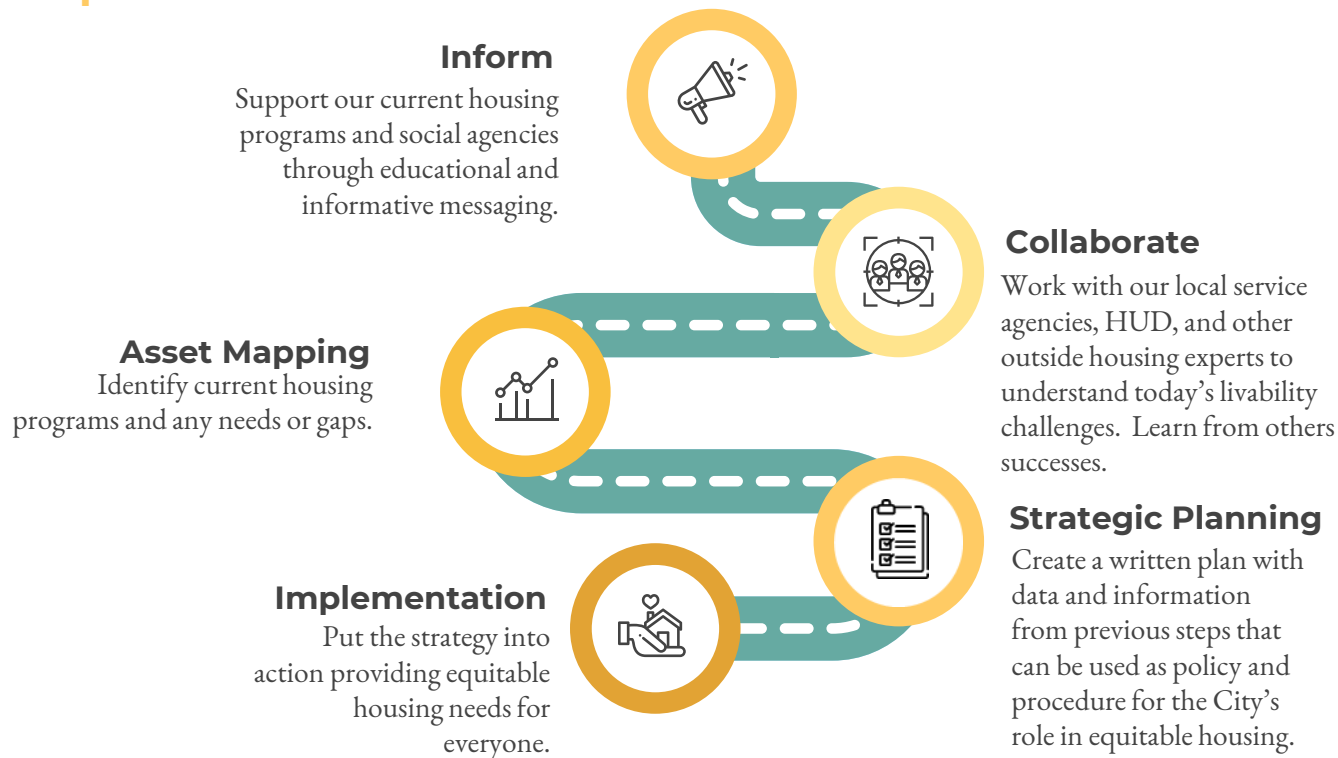 Inform
Support our current housing
programs and social agencies
through educational and
informative messaging.
Collaborate
Work with our local service
agencies, HUD, and other
outside housing experts to
understand today’s livability
challenges.  Learn from others
successes.
Asset Mapping
Identify current housing
programs and any needs or gaps.
Strategic Planning
Create a written plan with
data and information
from previous steps that
can be used as policy and
procedure for the City’s
role in equitable housing.
Implementation
Put the strategy into
action providing equitable
housing needs for
everyone.